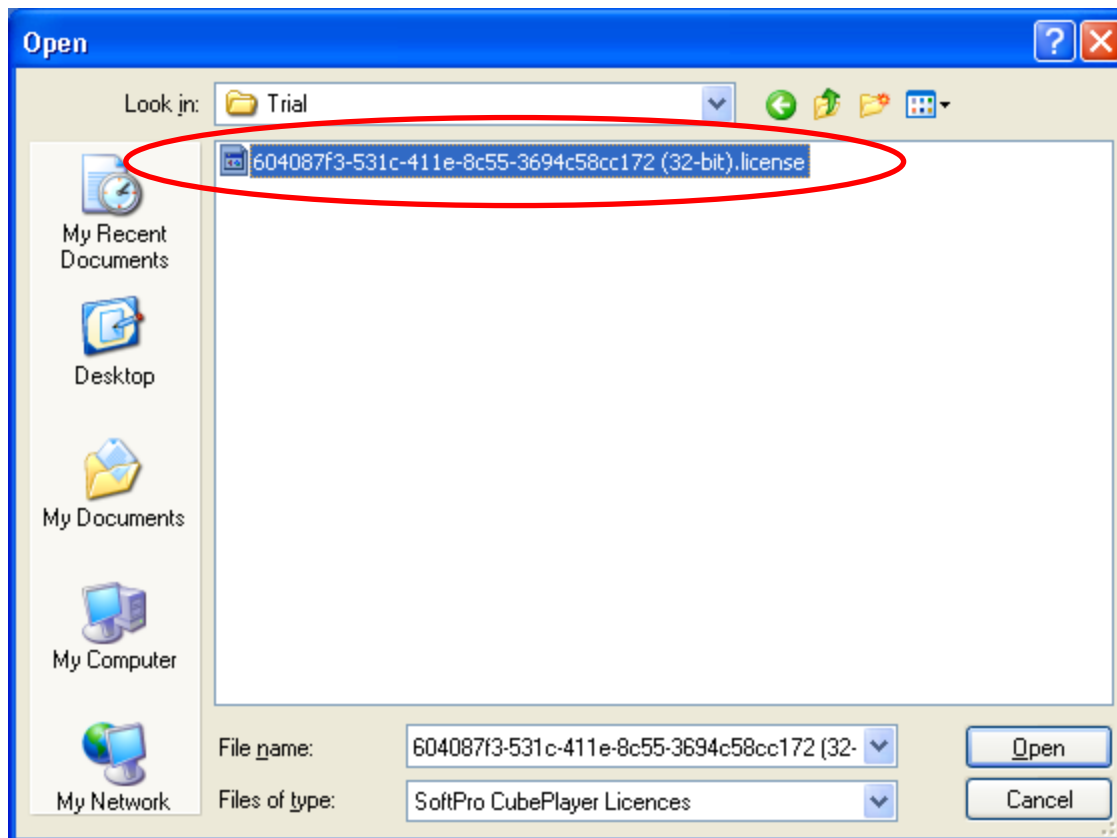 Open
Look in: Trial
604087f3-531c-411e-8c55-3694c58cc172 (32-bit).license
My Recent
Documents
Desktop
My Documents
My Computer
My Network
File name: 604087f3-531c-411e-8c55-3694c58cc172 (32-
Open
Files of type: SoftPro CubePlayer Licences
Cancel